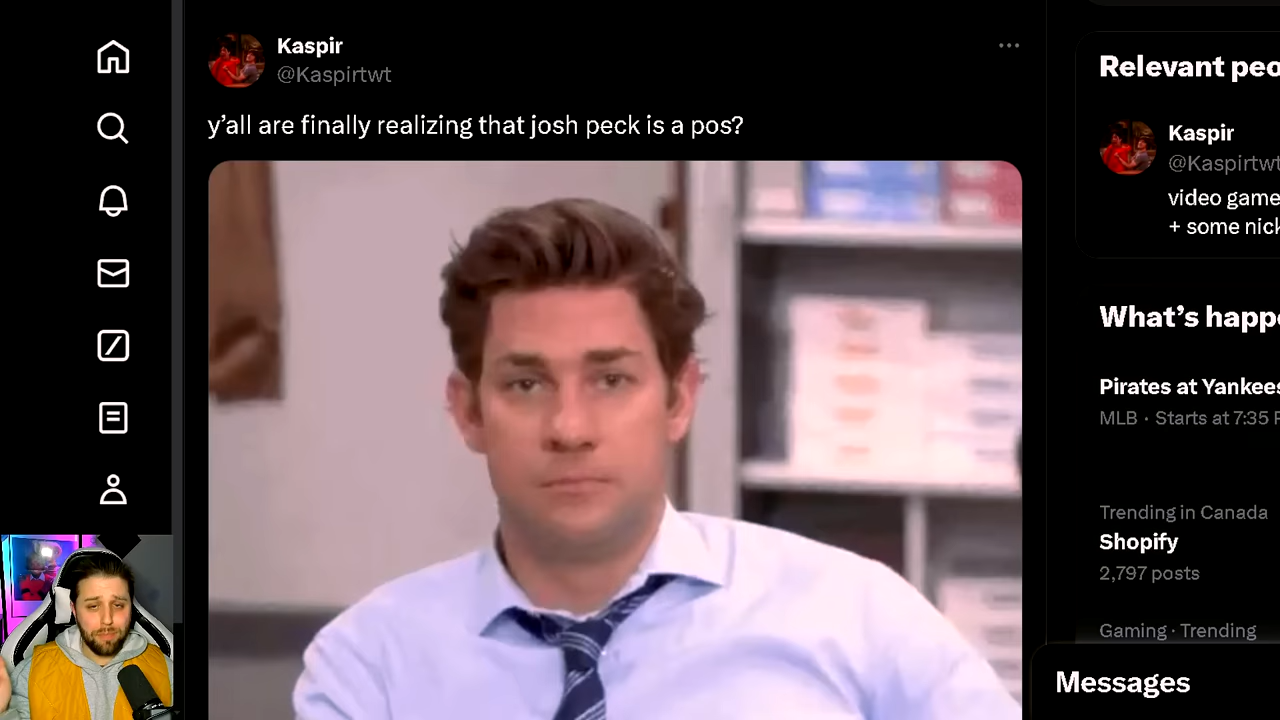 Kaspir
@Kaspirtwt
y'all are finally realizing that josh peck is a pos?
Relevant peo
Kaspir
@Kaspirtwt
video game
+ some nick
What's happe
Pirates at Yankees
MLB · Starts at 7:35 P
Trending in Canada
Shopify
2,797 posts
Gaming · Trending
Messages